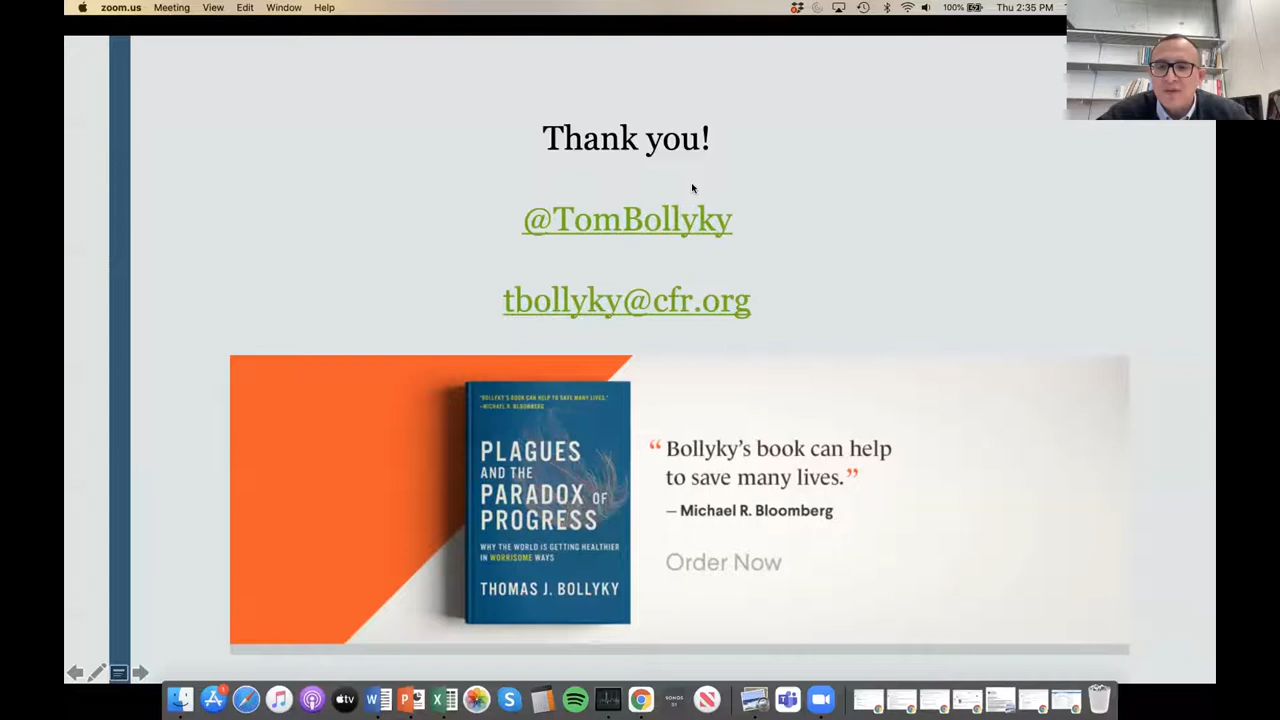 zoom.us Meeting View Edit Window Help 100% Thu 2:35 PM
Thank you!
@TomBollyky
tbollyky@cfr.org
"BOLLYKY'S BOOK CAN HELP TO SAVE MANY LIVES."
—MICHAEL R. BLOOMBERG
PLAGUES
AND THE
PARADOX OF
PROGRESS
WHY THE WORLD IS GETTING HEALTHIER
IN WORRISOME WAYS
THOMAS J. BOLLYKY
“Bollyky’s book can help
to save many lives.”
– Michael R. Bloomberg
Order Now